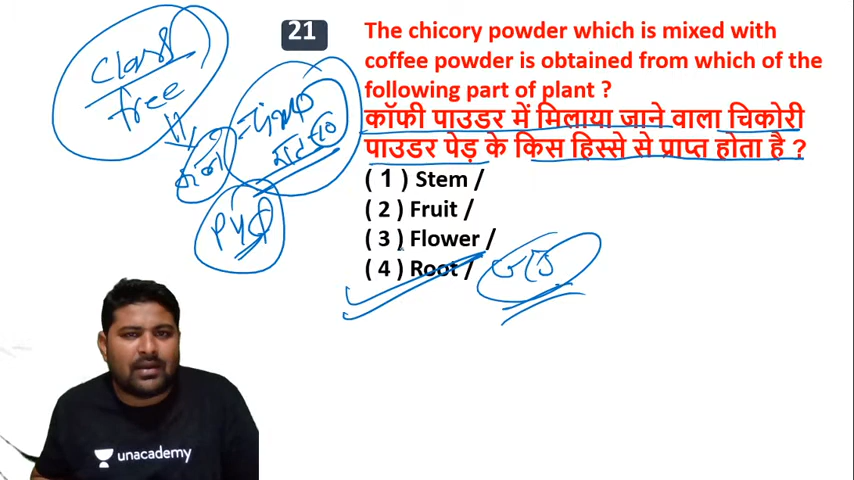 21
The chicory powder which is mixed with
coffee powder is obtained from which of the
following part of plant ?
कॉफी पाउडर में मिलाया जाने वाला चिकोरी
पाउडर पेड़ के किस हिस्से से प्राप्त होता है ?
( 1 ) Stem /
( 2 ) Fruit /
( 3 ) Flower /
( 4 ) Root /
class
free
PYQ
unacademy